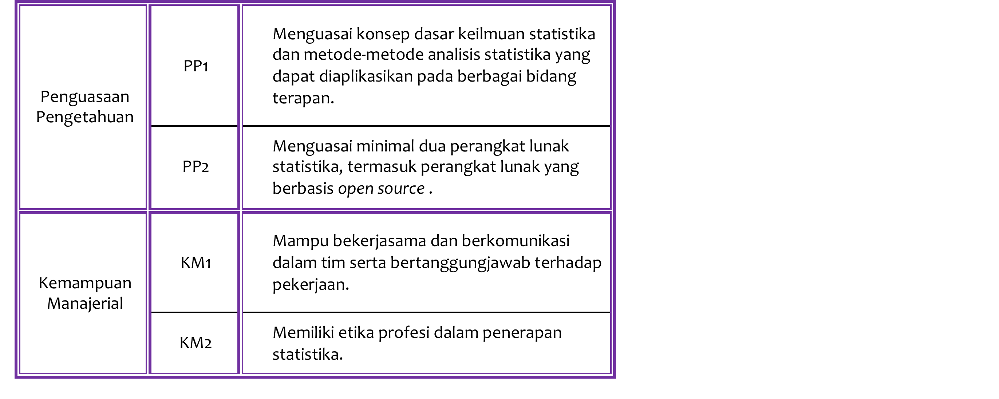 Penguasaan
Pengetahuan
PP1
Menguasai konsep dasar keilmuan statistika
dan metode-metode analisis statistika yang
dapat diaplikasikan pada berbagai bidang
terapan.
PP2
Menguasai minimal dua perangkat lunak
statistika, termasuk perangkat lunak yang
berbasis open source .
Kemampuan
Manajerial
KM1
Mampu bekerjasama dan berkomunikasi
dalam tim serta bertanggungjawab terhadap
pekerjaan.
KM2
Memiliki etika profesi dalam penerapan
statistika.